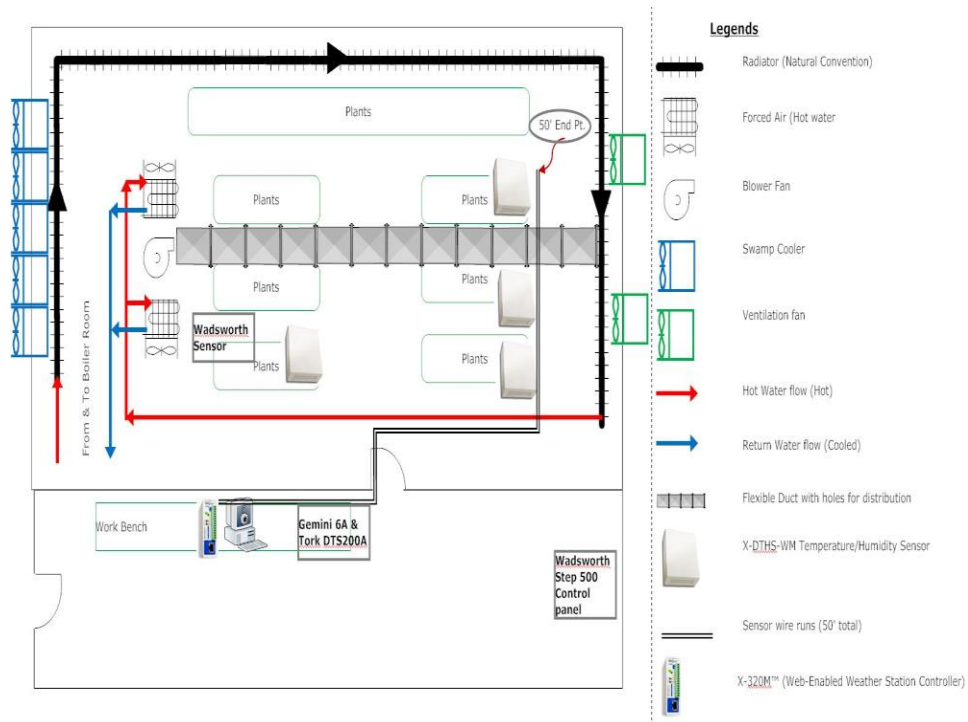 Legends
Radiator (Natural Convention)
Forced Air (Hot water
Blower Fan
Swamp Cooler
Ventilation fan
Hot Water flow (Hot)
Return Water flow (Cooled)
Flexible Duct with holes for distribution
X-DTHS-WM Temperature/Humidity Sensor
Sensor wire runs (50' total)
X-320M™ (Web-Enabled Weather Station Controller)
Plants
50' End Pt.
Plants
Plants
Plants
Plants
Wadsworth
Sensor
Plants
Plants
From & To Boiler Room
Work Bench
Gemini 6A &
Tork DTS200A
Wadsworth
Step 500
Control
panel